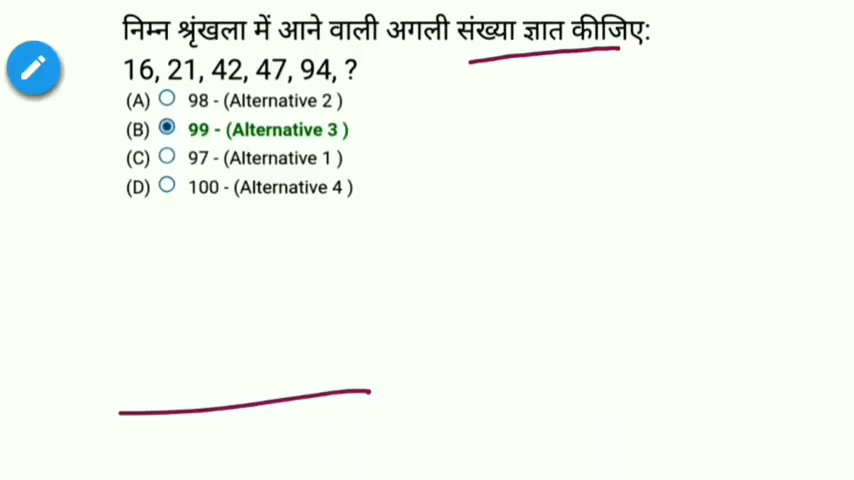 निम्न श्रृंखला में आने वाली अगली संख्या ज्ञात कीजिए:
16, 21, 42, 47, 94, ?
(A) 98 - (Alternative 2 )
(B) 99 - (Alternative 3 )
(C) 97 - (Alternative 1 )
(D) 100 - (Alternative 4 )